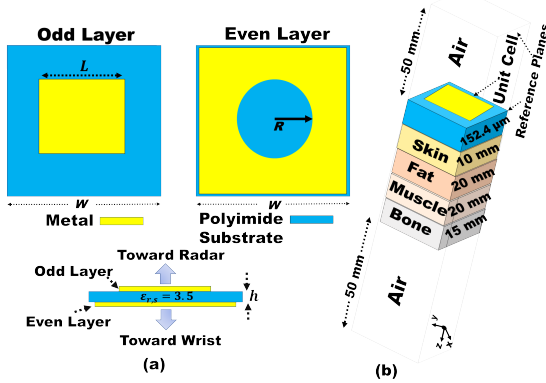 Odd Layer
Even Layer
L
R
W
W
Metal
Polyimide
Substrate
Toward Radar
Odd Layer
εr,s = 3.5
h
Even Layer
Toward Wrist
(a)
50 mm
Air
Unit Cell
Reference Planes
152.4 μm
Skin
10 mm
Fat
20 mm
Muscle
20 mm
Bone
15 mm
50 mm
Air
y
z
x
(b)